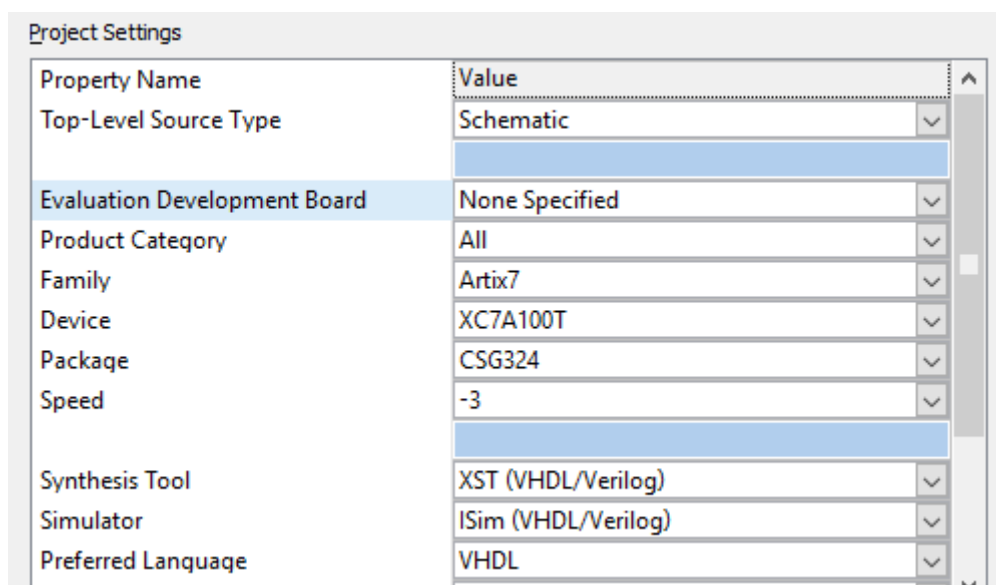 Project Settings
Property Name Value
Top-Level Source Type Schematic
Evaluation Development Board None Specified
Product Category All
Family Artix7
Device XC7A100T
Package CSG324
Speed -3
Synthesis Tool XST (VHDL/Verilog)
Simulator ISim (VHDL/Verilog)
Preferred Language VHDL